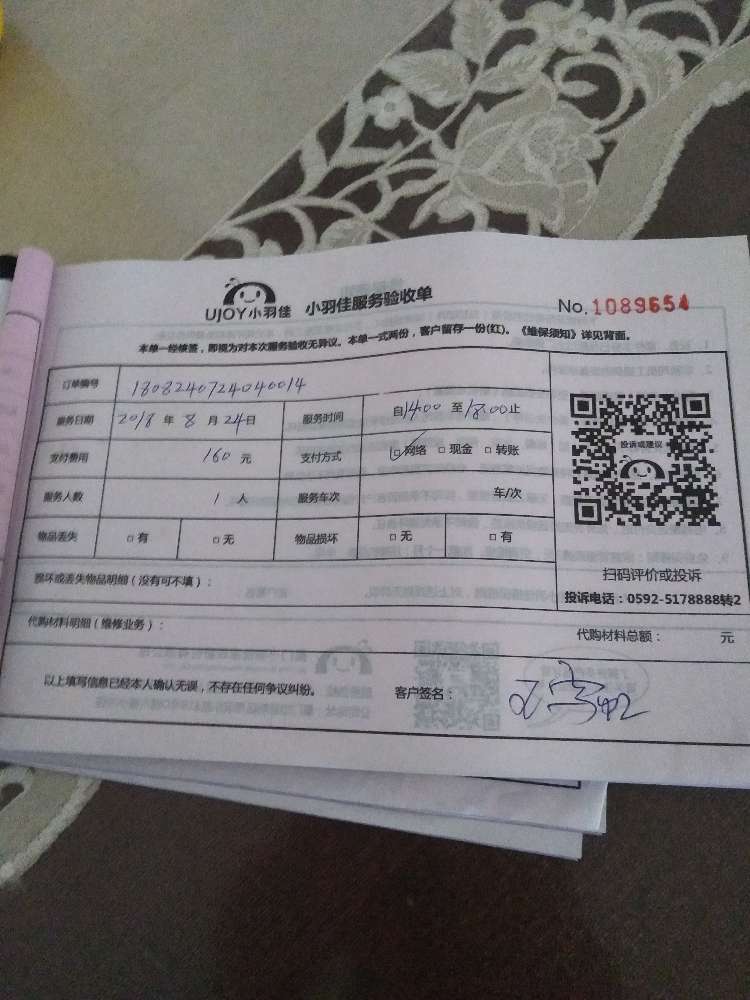 UJOY小羽佳 小羽佳服务验收单 No.1089654
本单一经核签,即视为对本次服务验收无异议。本单一式两份,客户留存一份(红)。《维保须知》详见背面。
订单编号 1808240724040014
服务日期 2018 年 8 月 24日 服务时间 自14:00 至 18:00止
支付费用 160 元 支付方式 网络 现金 转账
服务人数 1 人 服务车次 车/次
物品丢失 有 无 物品损坏 无 有
投诉或建议
扫码评价或投诉
投诉电话:0592-5178888转2
损坏或丢失物品明细(没有可不填):
代购材料明细(维修业务): 代购材料总额: 元
以上填写信息已经本人确认无误,不存在任何争议纠纷。 客户签名: